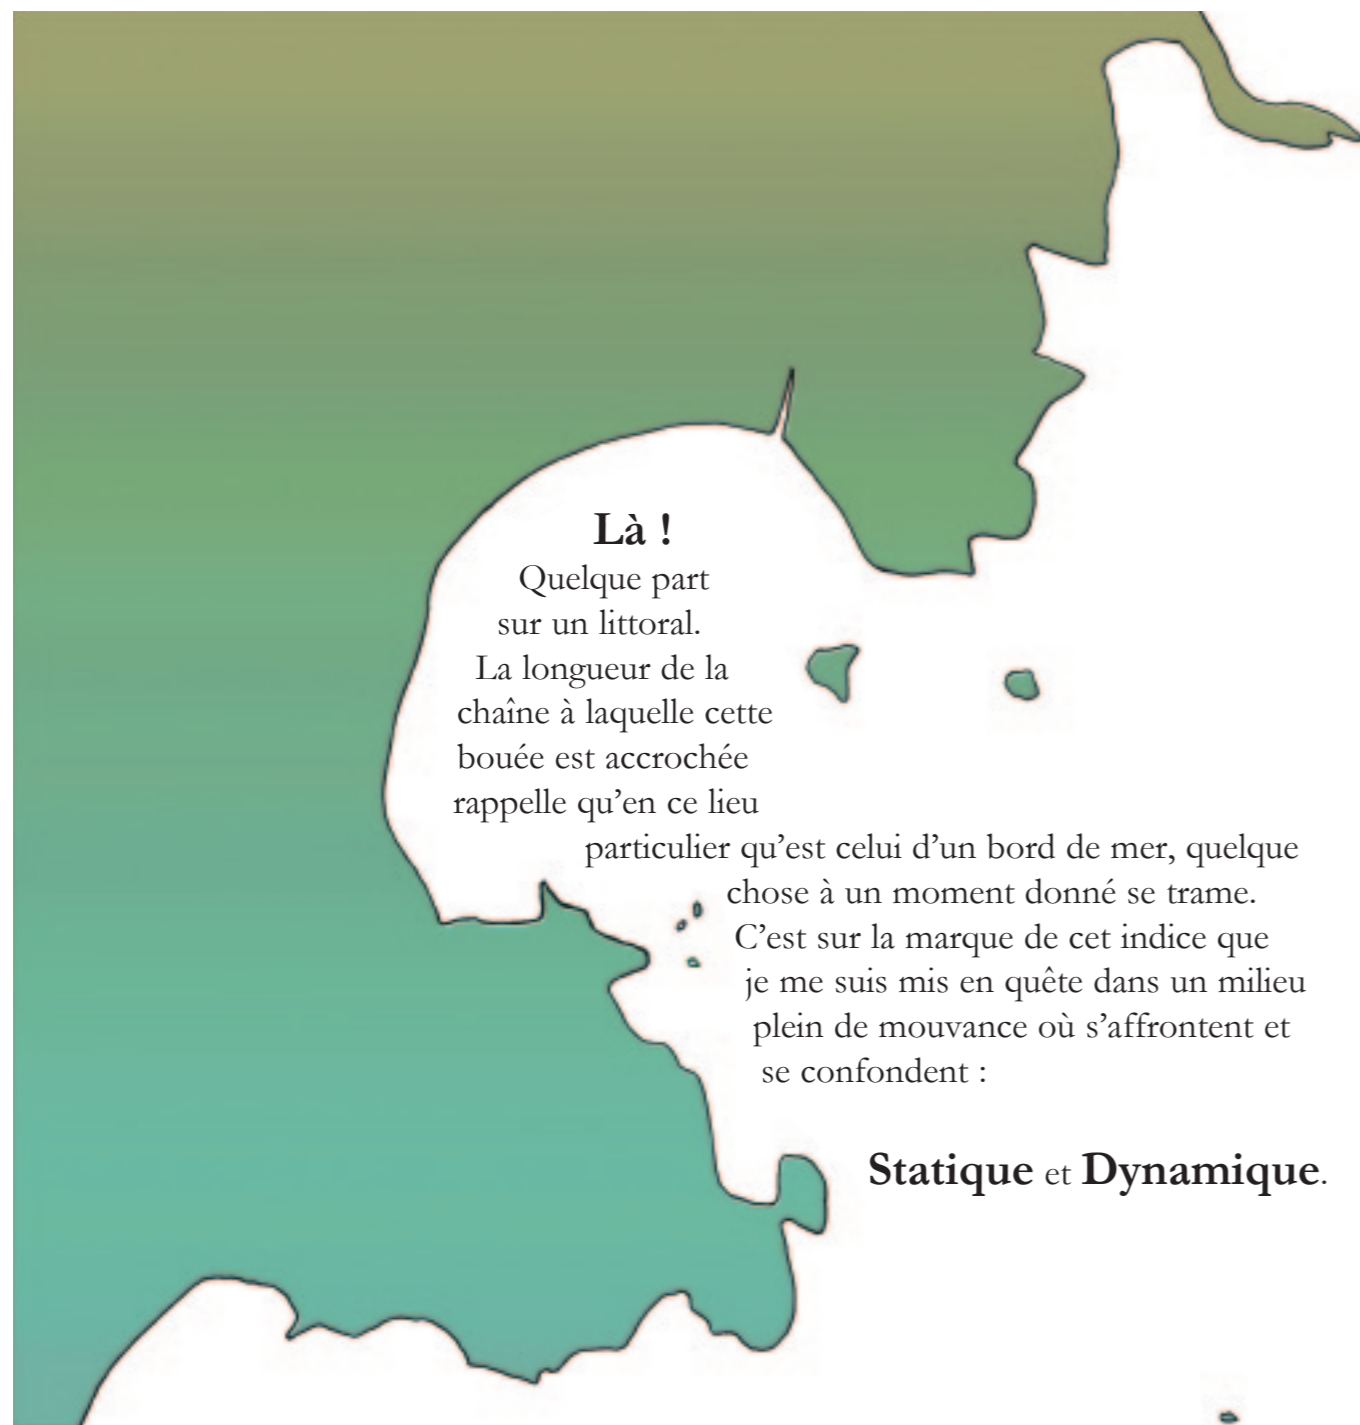 Là !
Quelque part
sur un littoral.
La longueur de la
chaîne à laquelle cette
bouée est accrochée
rappelle qu’en ce lieu
particulier qu’est celui d’un bord de mer, quelque
chose à un moment donné se trame.
C’est sur la marque de cet indice que
je me suis mis en quête dans un milieu
plein de mouvance où s’affrontent et
se confondent :
Statique et Dynamique.